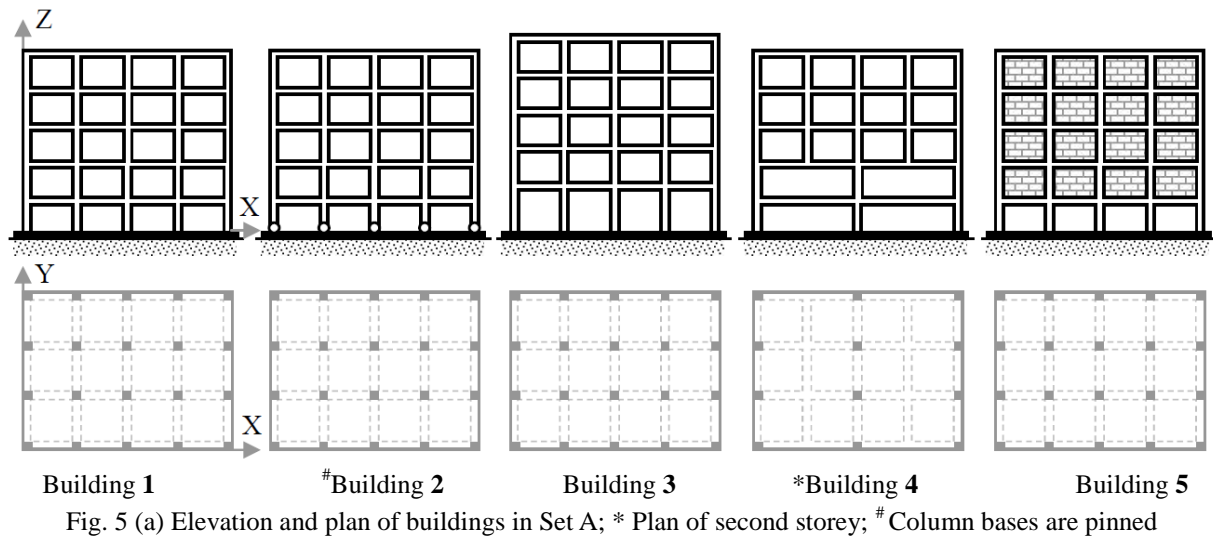 Z
X
Y
X
Building 1
#Building 2
Building 3
*Building 4
Building 5
Fig. 5 (a) Elevation and plan of buildings in Set A; * Plan of second storey; # Column bases are pinned